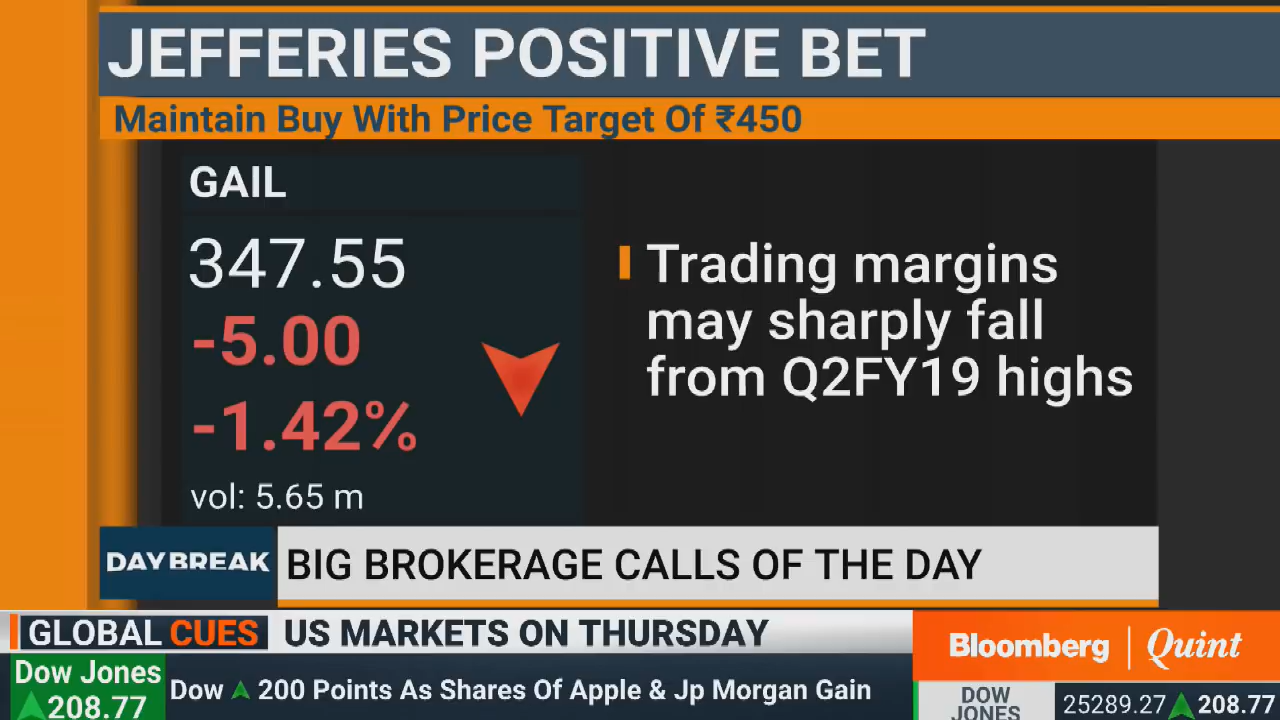 JEFFERIES POSITIVE BET
Maintain Buy With Price Target Of ₹450
GAIL
347.55
-5.00
-1.42%
vol: 5.65 m
Trading margins
may sharply fall
from Q2FY19 highs
DAYBREAK
BIG BROKERAGE CALLS OF THE DAY
GLOBAL CUES
US MARKETS ON THURSDAY
Bloomberg | Quint
Dow Jones
208.77
Dow 200 Points As Shares Of Apple & Jp Morgan Gain
DOW
JONES
25289.27 208.77